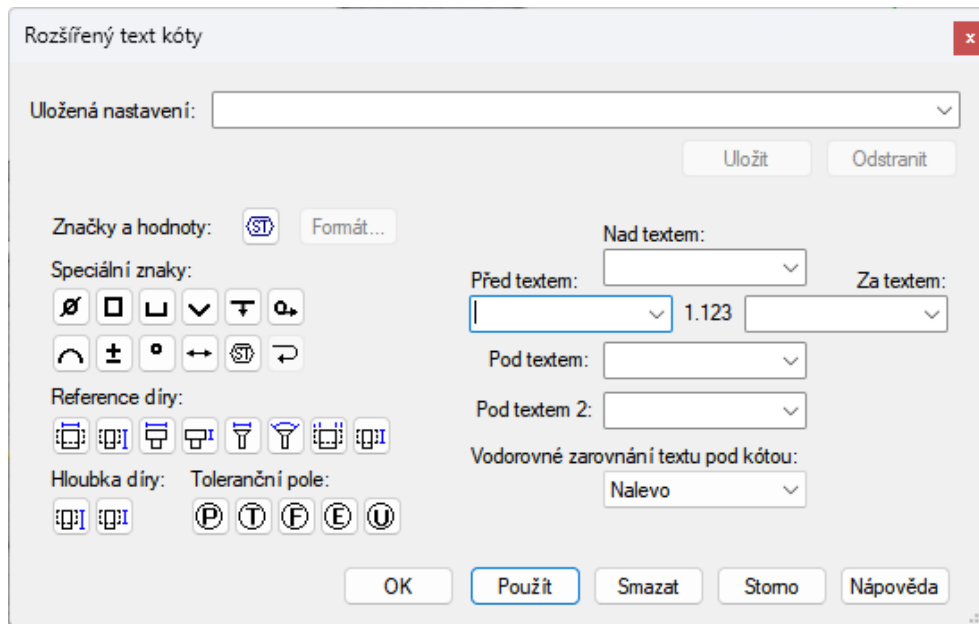 Rozšířený text kóty
x
Uložená nastavení:
Uložit Odstranit
Značky a hodnoty: ST Formát...
Nad textem:
Speciální znaky:
Před textem: Za textem:
1.123
Ø ± ° ST
Pod textem:
Reference díry:
Pod textem 2:
Vodorovné zarovnání textu pod kótou:
Hloubka díry: Toleranční pole:
Nalevo
P T F E U
OK Použít Smazat Storno Nápověda